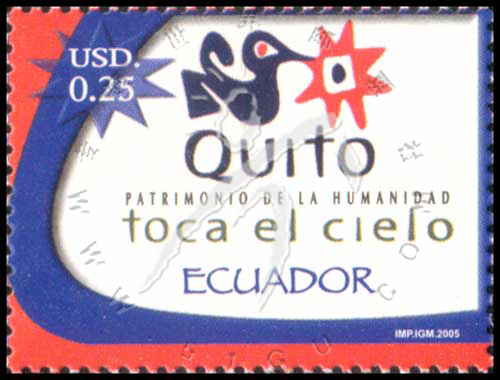 USD.
0.25
QUITO
PATRIMONIO DE LA HUMANIDAD
toca el cielo
ECUADOR
IMP.IGM.2005